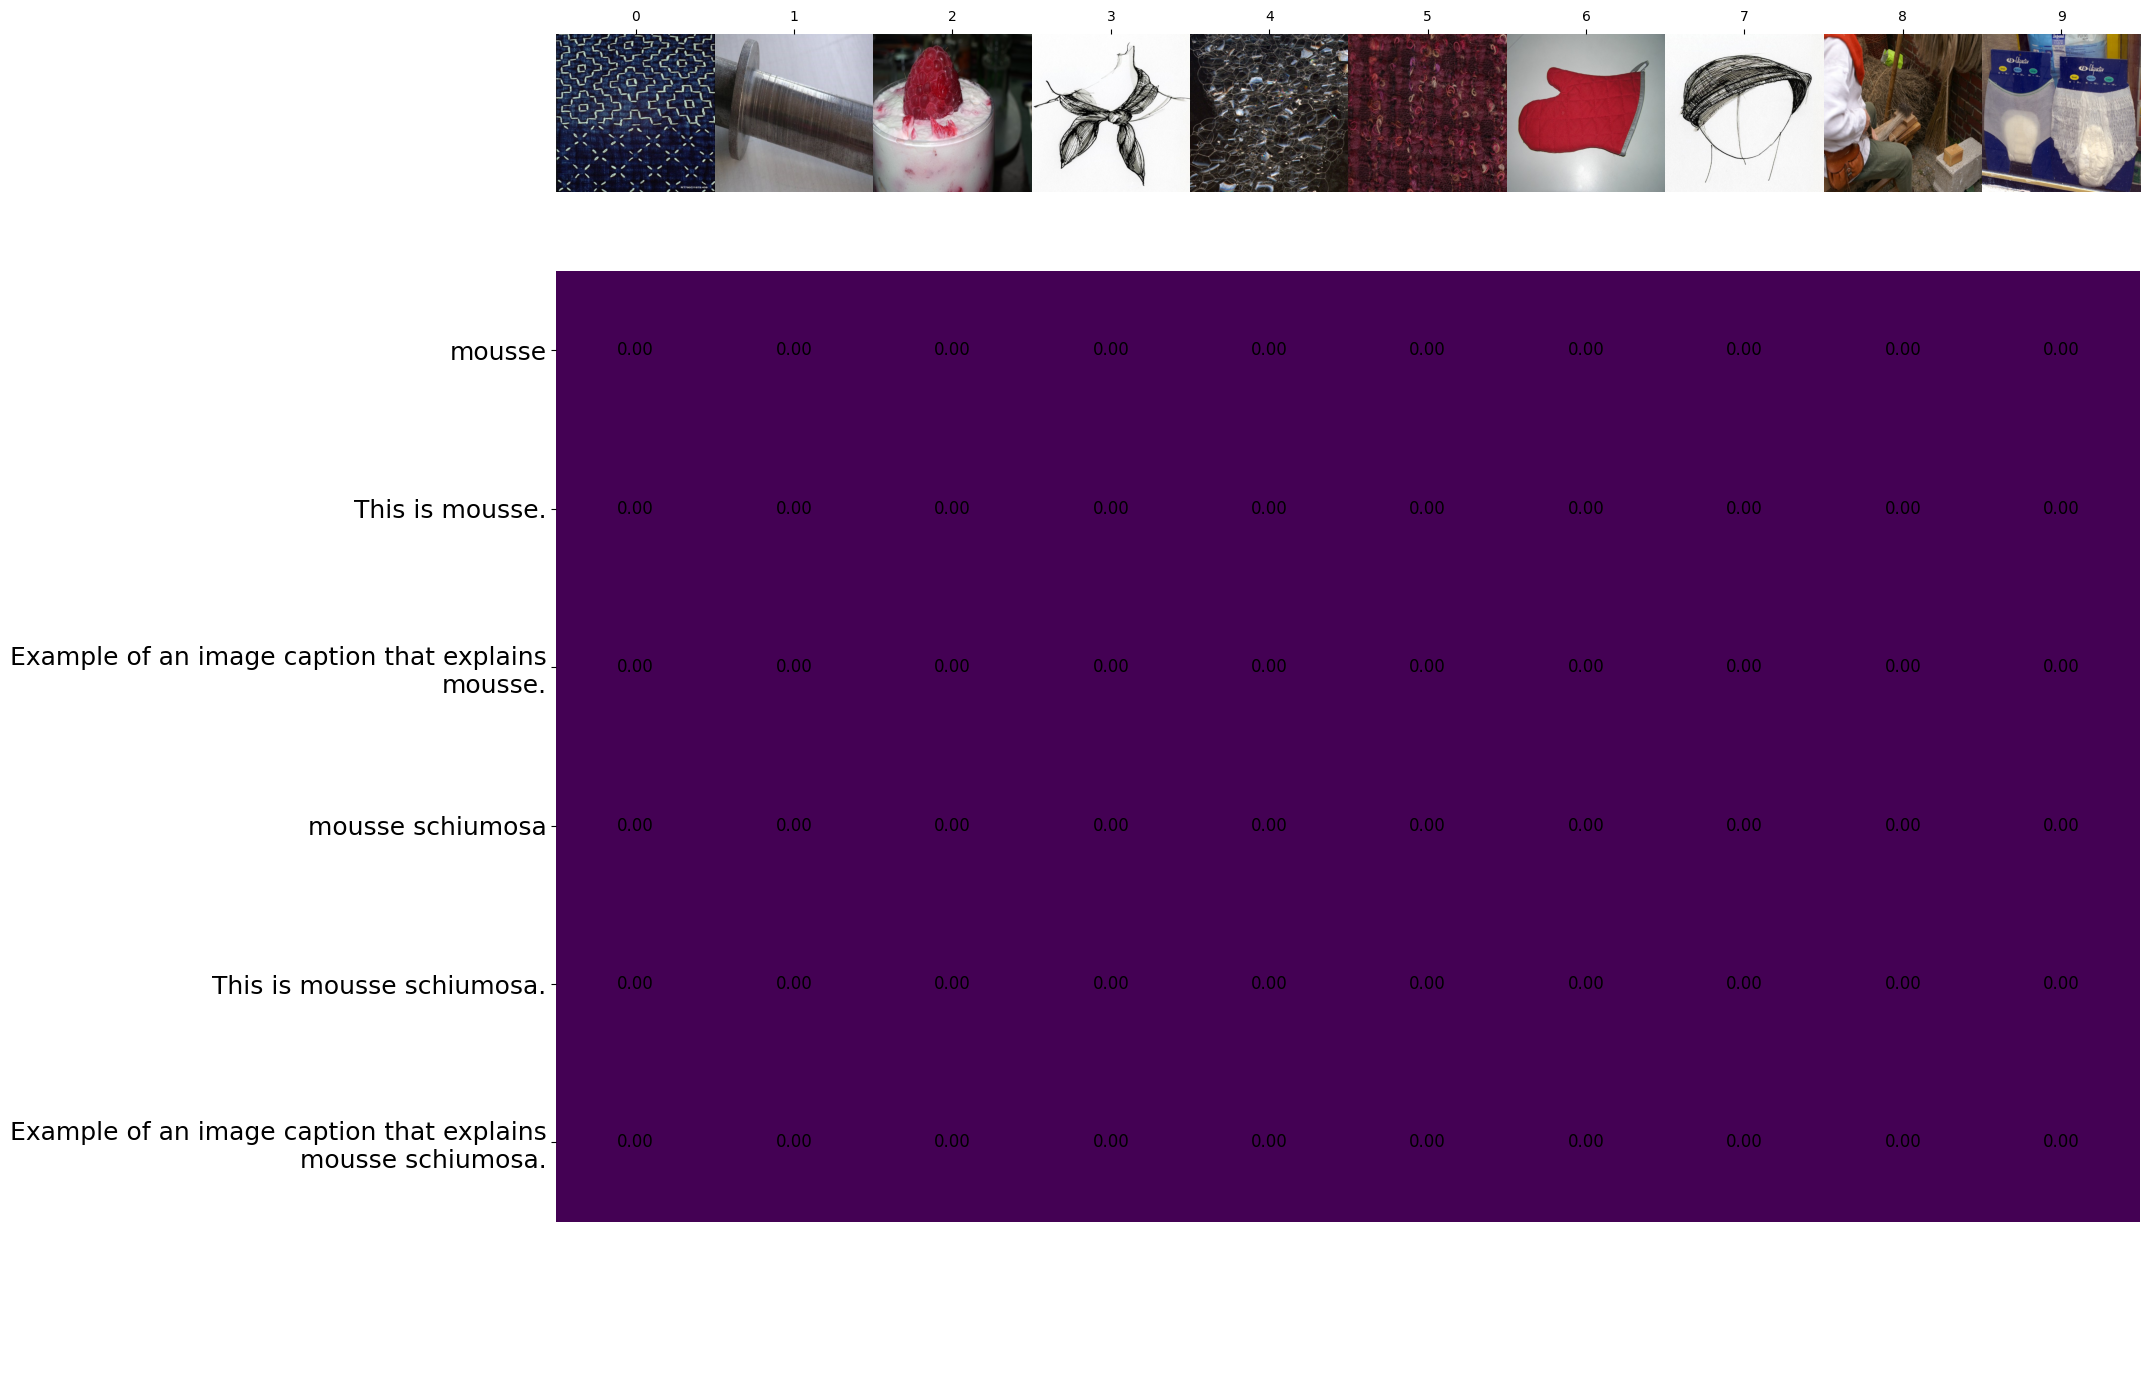 0 1 2 3 4 5 6 7 8 9
mousse 0.00 0.00 0.00 0.00 0.00 0.00 0.00 0.00 0.00 0.00
This is mousse. 0.00 0.00 0.00 0.00 0.00 0.00 0.00 0.00 0.00 0.00
Example of an image caption that explains
mousse. 0.00 0.00 0.00 0.00 0.00 0.00 0.00 0.00 0.00 0.00
mousse schiumosa 0.00 0.00 0.00 0.00 0.00 0.00 0.00 0.00 0.00 0.00
This is mousse schiumosa. 0.00 0.00 0.00 0.00 0.00 0.00 0.00 0.00 0.00 0.00
Example of an image caption that explains
mousse schiumosa. 0.00 0.00 0.00 0.00 0.00 0.00 0.00 0.00 0.00 0.00